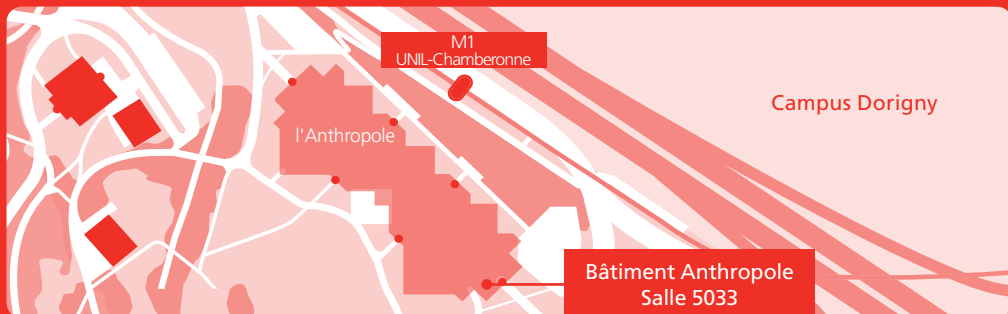 M1
UNIL-Chamberonne
Campus Dorigny
l'Anthropole
Bâtiment Anthropole
Salle 5033